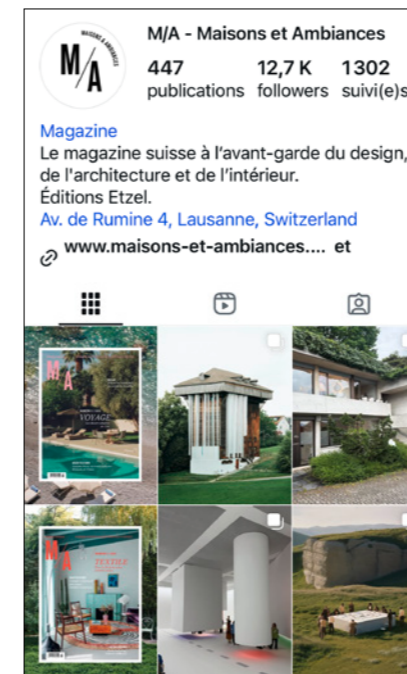 MAISONS & AMBIANCES
M/A
M/A - Maisons et Ambiances
447 12,7 K 1302
publications followers suivi(e)s
Magazine
Le magazine suisse à l'avant-garde du design,
de l'architecture et de l'intérieur.
Éditions Etzel.
Av. de Rumine 4, Lausanne, Switzerland
www.maisons-et-ambiances.... et
M A
VOYAGE
M A
TEXTILE